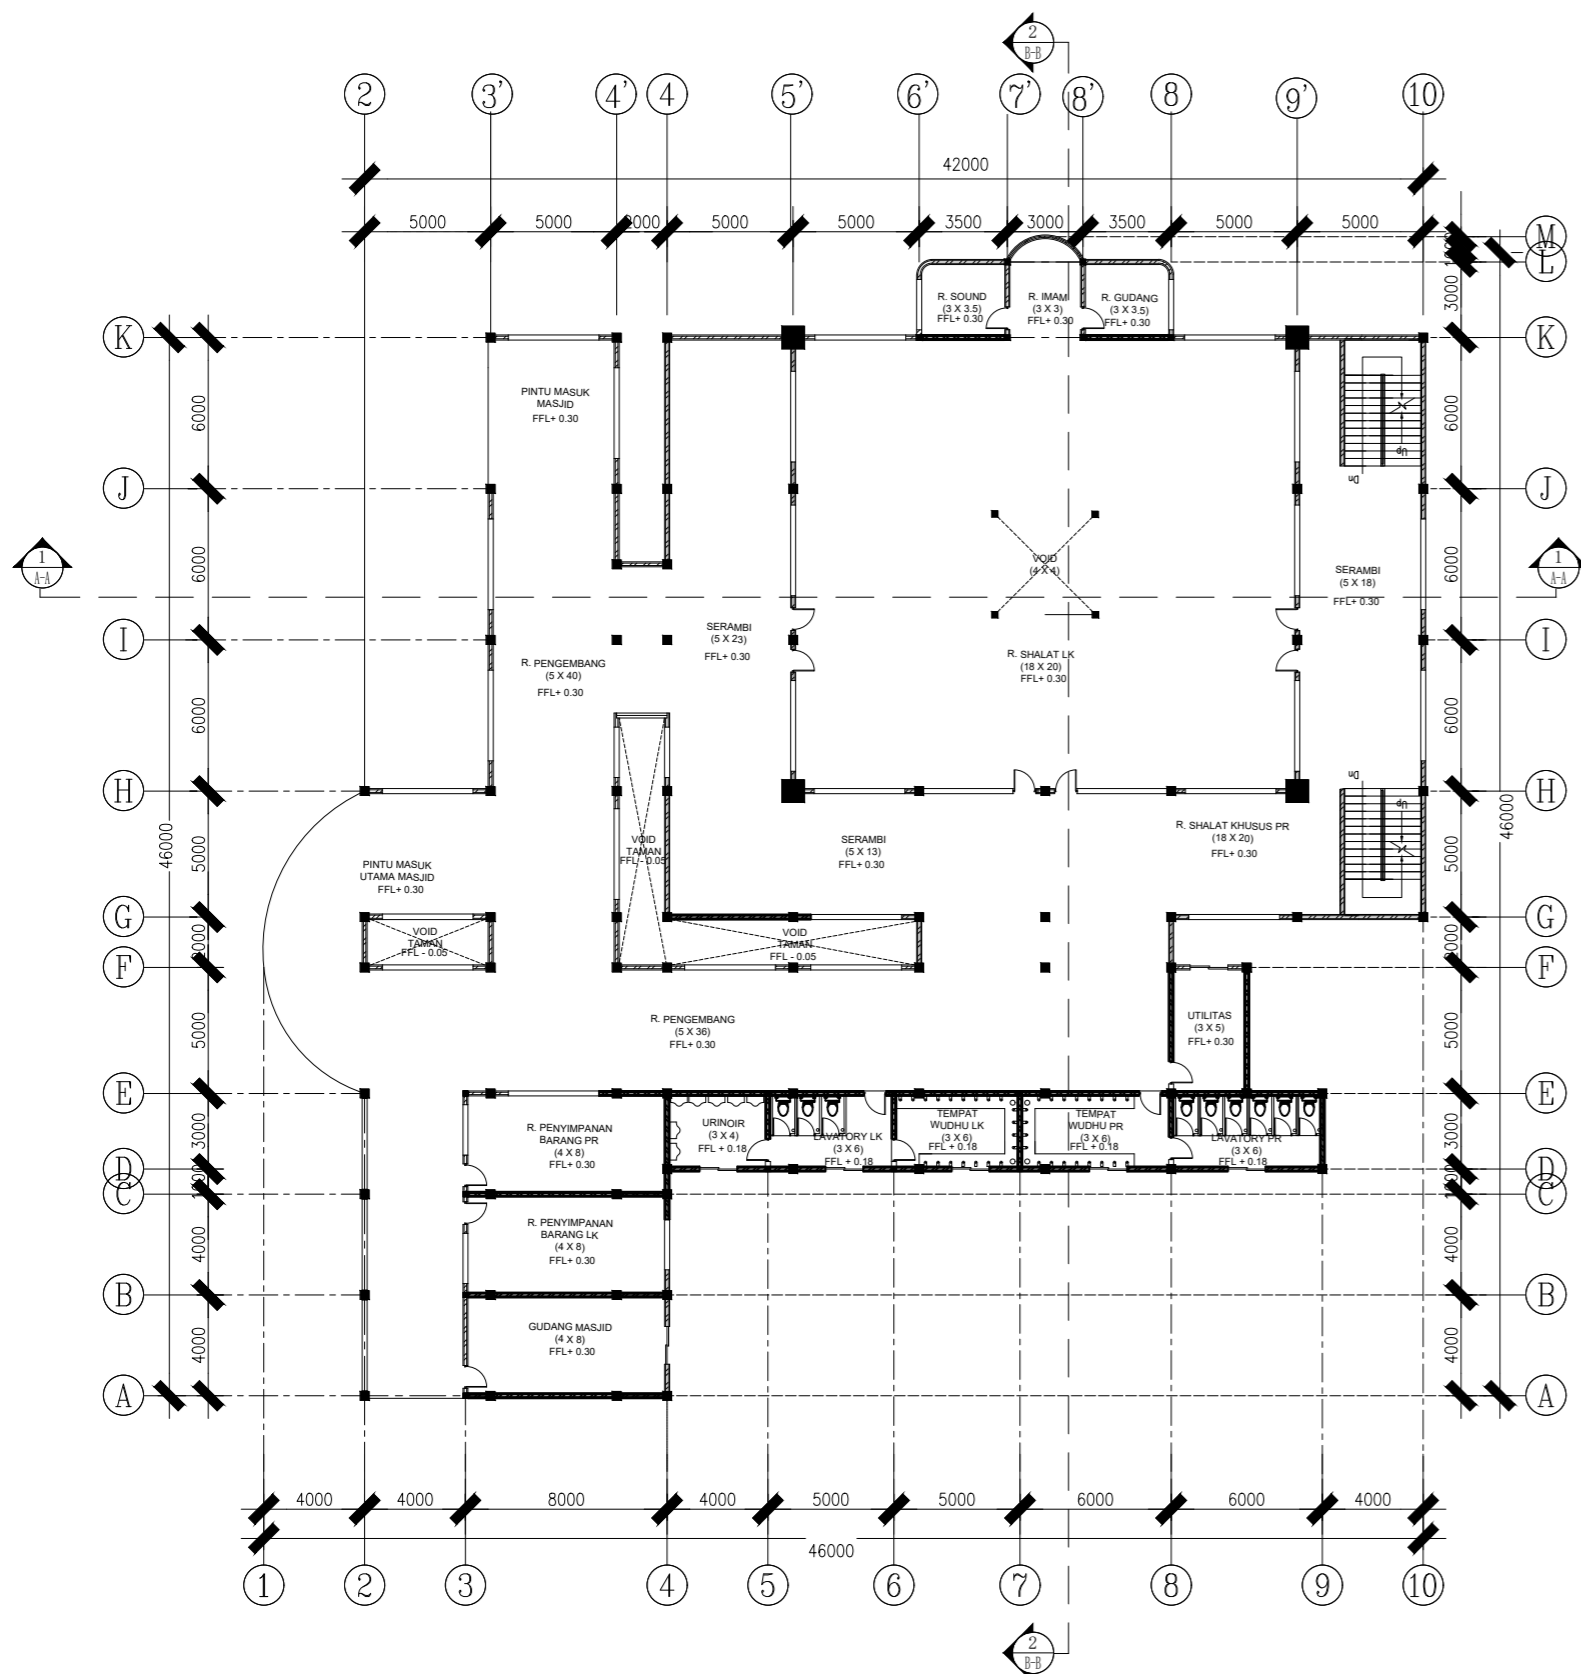 2
B-B
2
3'
4'
4
5'
6'
7'
8'
8
9'
10
42000
5000
5000
5000
5000
3500
3000
3500
5000
5000
M
L
3000
R. SOUND
(3 X 3.5)
FFL+ 0.30
R. IMAM
(3 X 3)
FFL+ 0.30
R. GUDANG
(3 X 3.5)
FFL+ 0.30
K
K
PINTU MASUK
MASJID
FFL+ 0.30
6000
6000
Up
Dn
J
J
1
A-A
1
A-A
6000
6000
VOID
(4 X 4)
SERAMBI
(5 X 18)
FFL+ 0.30
I
I
SERAMBI
(5 X 23)
FFL+ 0.30
R. PENGEMBANG
(5 X 40)
FFL+ 0.30
R. SHALAT LK
(18 X 20)
FFL+ 0.30
6000
6000
Dn
Up
H
H
46000
46000
5000
5000
PINTU MASUK
UTAMA MASJID
FFL+ 0.30
VOID
TAMAN
FFL - 0.05
SERAMBI
(5 X 13)
FFL+ 0.30
R. SHALAT KHUSUS PR
(18 X 20)
FFL+ 0.30
G
G
VOID
TAMAN
FFL - 0.05
VOID
TAMAN
FFL - 0.05
F
F
5000
5000
R. PENGEMBANG
(5 X 36)
FFL+ 0.30
UTILITAS
(3 X 5)
FFL+ 0.30
E
E
3000
3000
R. PENYIMPANAN
BARANG PR
(4 X 8)
FFL+ 0.30
URINOIR
(3 X 4)
FFL + 0.18
LAVATORY LK
(3 X 6)
FFL + 0.18
TEMPAT
WUDHU LK
(3 X 6)
FFL + 0.18
TEMPAT
WUDHU PR
(3 X 6)
FFL + 0.18
LAVATORY PR
(3 X 6)
FFL + 0.18
D
D
C
C
R. PENYIMPANAN
BARANG LK
(4 X 8)
FFL+ 0.30
4000
4000
B
B
GUDANG MASJID
(4 X 8)
FFL+ 0.30
4000
4000
A
A
4000
4000
8000
4000
5000
5000
6000
6000
4000
46000
1
2
3
4
5
6
7
8
9
10
2
B-B